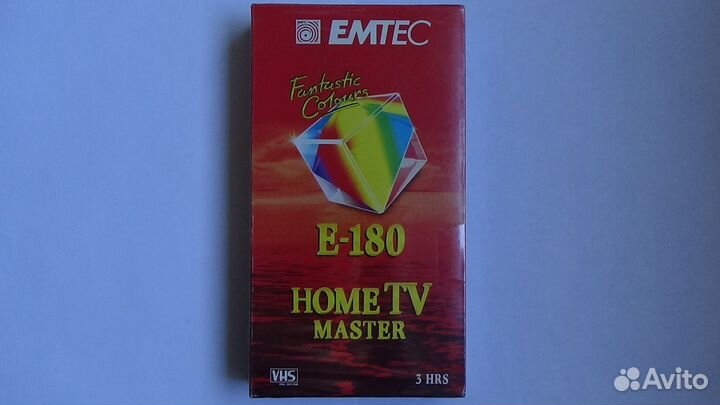 EMTEC
Fantastic
Colours
E-180
HOME TV
MASTER
VHS
3 HRS
Avito